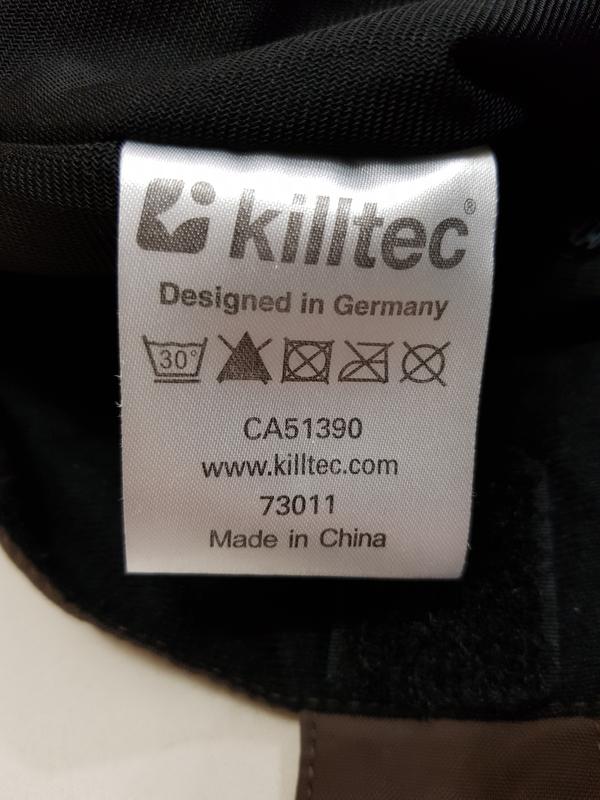 killtec®
Designed in Germany
30°
CA51390
www.killtec.com
73011
Made in China